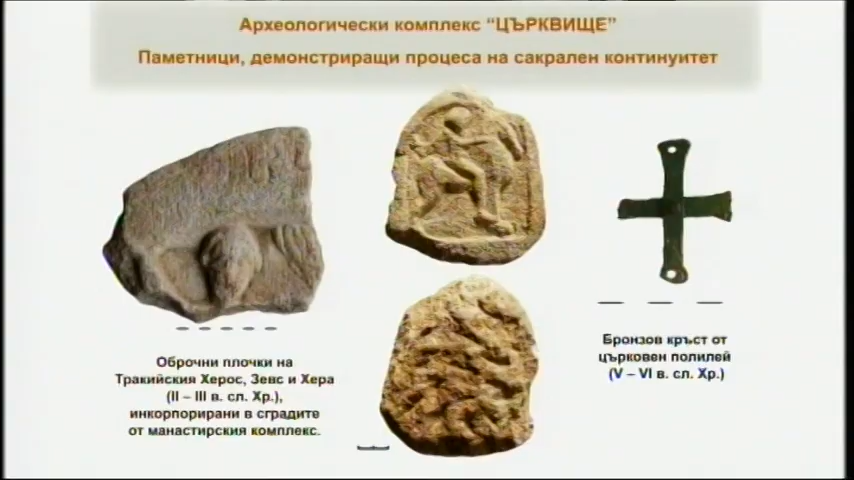 Археологически комплекс “ЦЪРКВИЩЕ”
Паметници, демонстриращи процеса на сакрален континуитет
Оброчни плочки на
Тракийския Херос, Зевс и Хера
(II – III в. сл. Хр.),
инкорпорирани в сградите
от манастирския комплекс.
Бронзов кръст от
църковен полилей
(V – VI в. сл. Хр.)